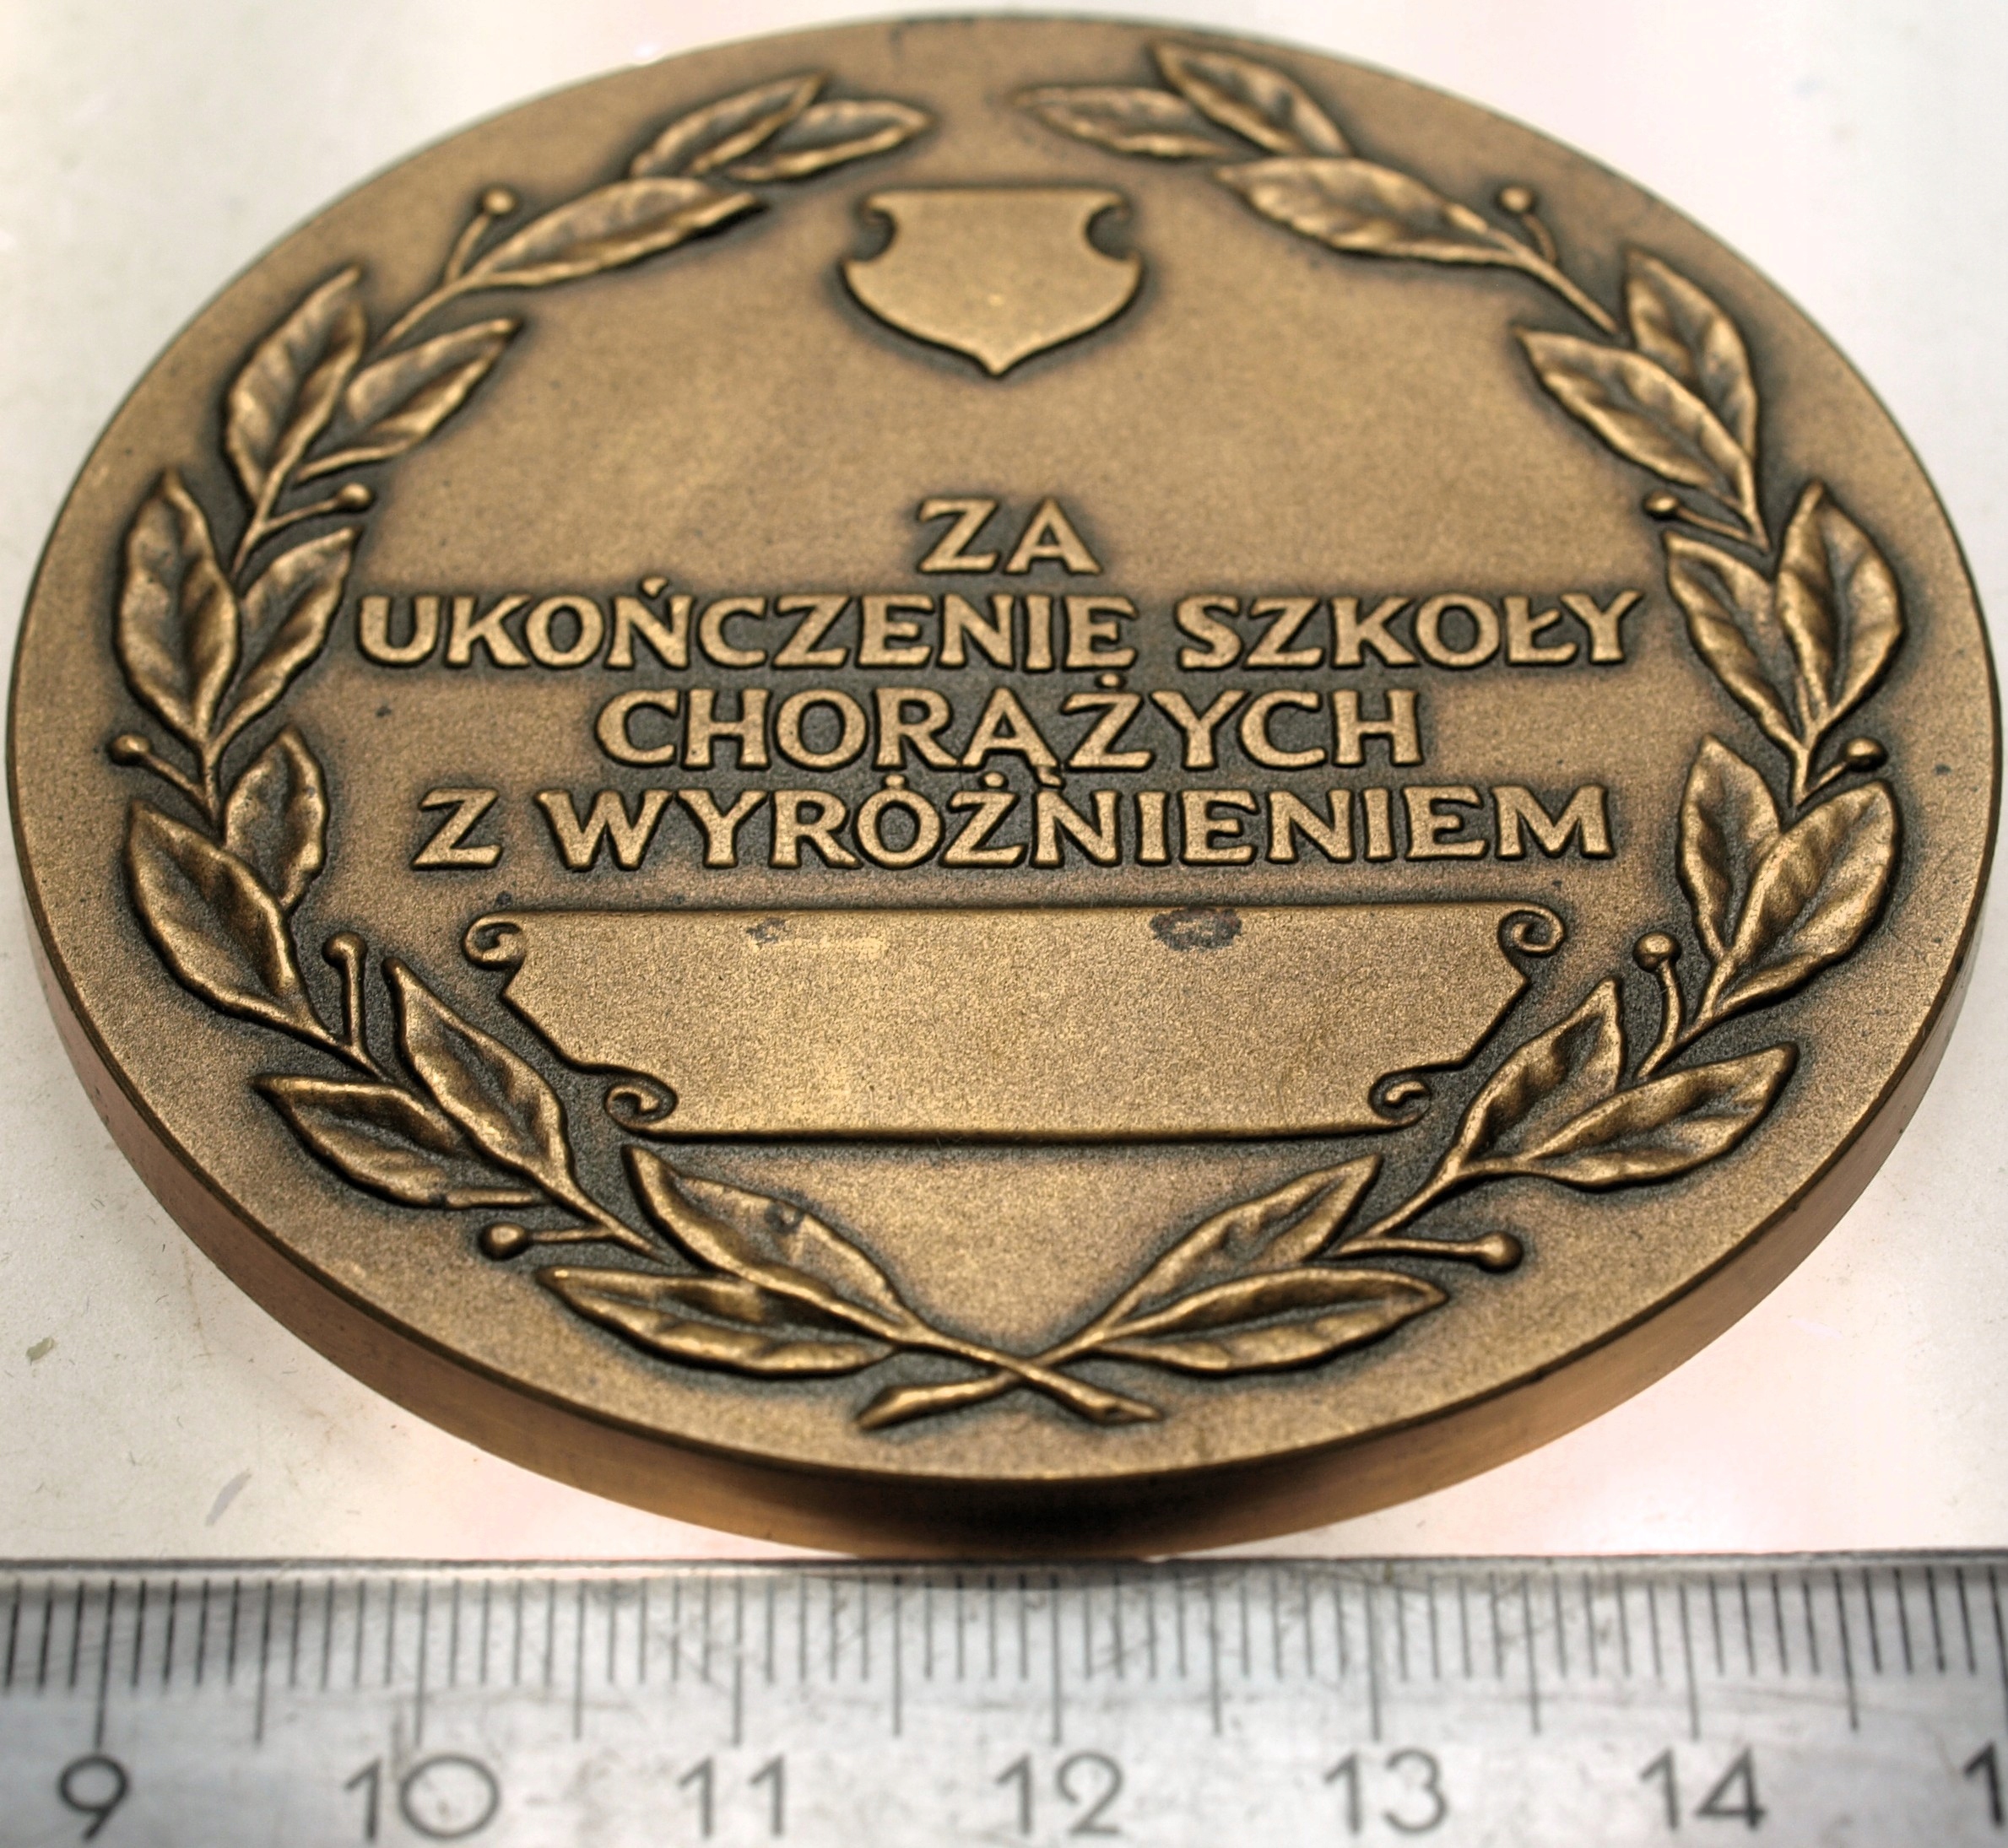 ZA
UKOŃCZENIE SZKOŁY
CHORĄŻYCH
Z WYRÓŻNIENIEM
9 10 11 12 13 14